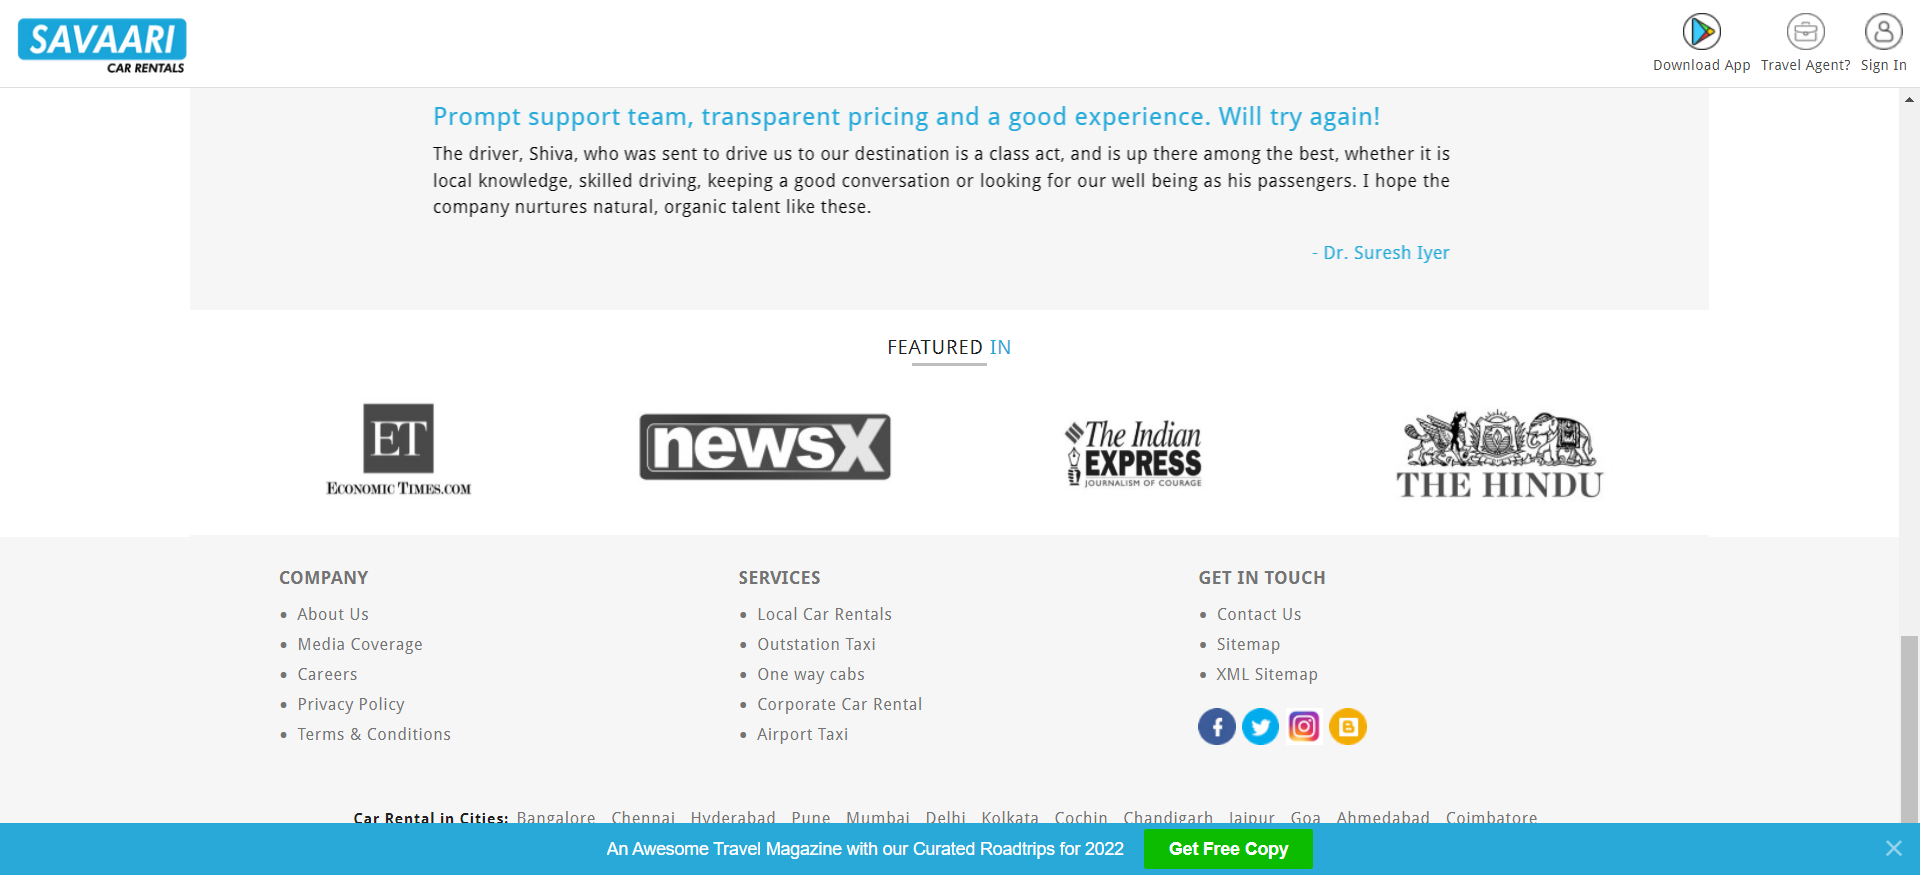 SAVAARI
CAR RENTALS
Download App
Travel Agent?
Sign In
Prompt support team, transparent pricing and a good experience. Will try again!
The driver, Shiva, who was sent to drive us to our destination is a class act, and is up there among the best, whether it is
local knowledge, skilled driving, keeping a good conversation or looking for our well being as his passengers. I hope the
company nurtures natural, organic talent like these.
- Dr. Suresh Iyer
FEATURED IN
ET
ECONOMIC TIMES.COM
newsX
The Indian
EXPRESS
JOURNALISM OF COURAGE
THE HINDU
COMPANY
About Us
Media Coverage
Careers
Privacy Policy
Terms & Conditions
SERVICES
Local Car Rentals
Outstation Taxi
One way cabs
Corporate Car Rental
Airport Taxi
GET IN TOUCH
Contact Us
Sitemap
XML Sitemap
Car Rental in Cities: Bangalore Chennai Hyderabad Pune Mumbai Delhi Kolkata Cochin Chandigarh Jaipur Goa Ahmedabad Coimbatore
An Awesome Travel Magazine with our Curated Roadtrips for 2022
Get Free Copy